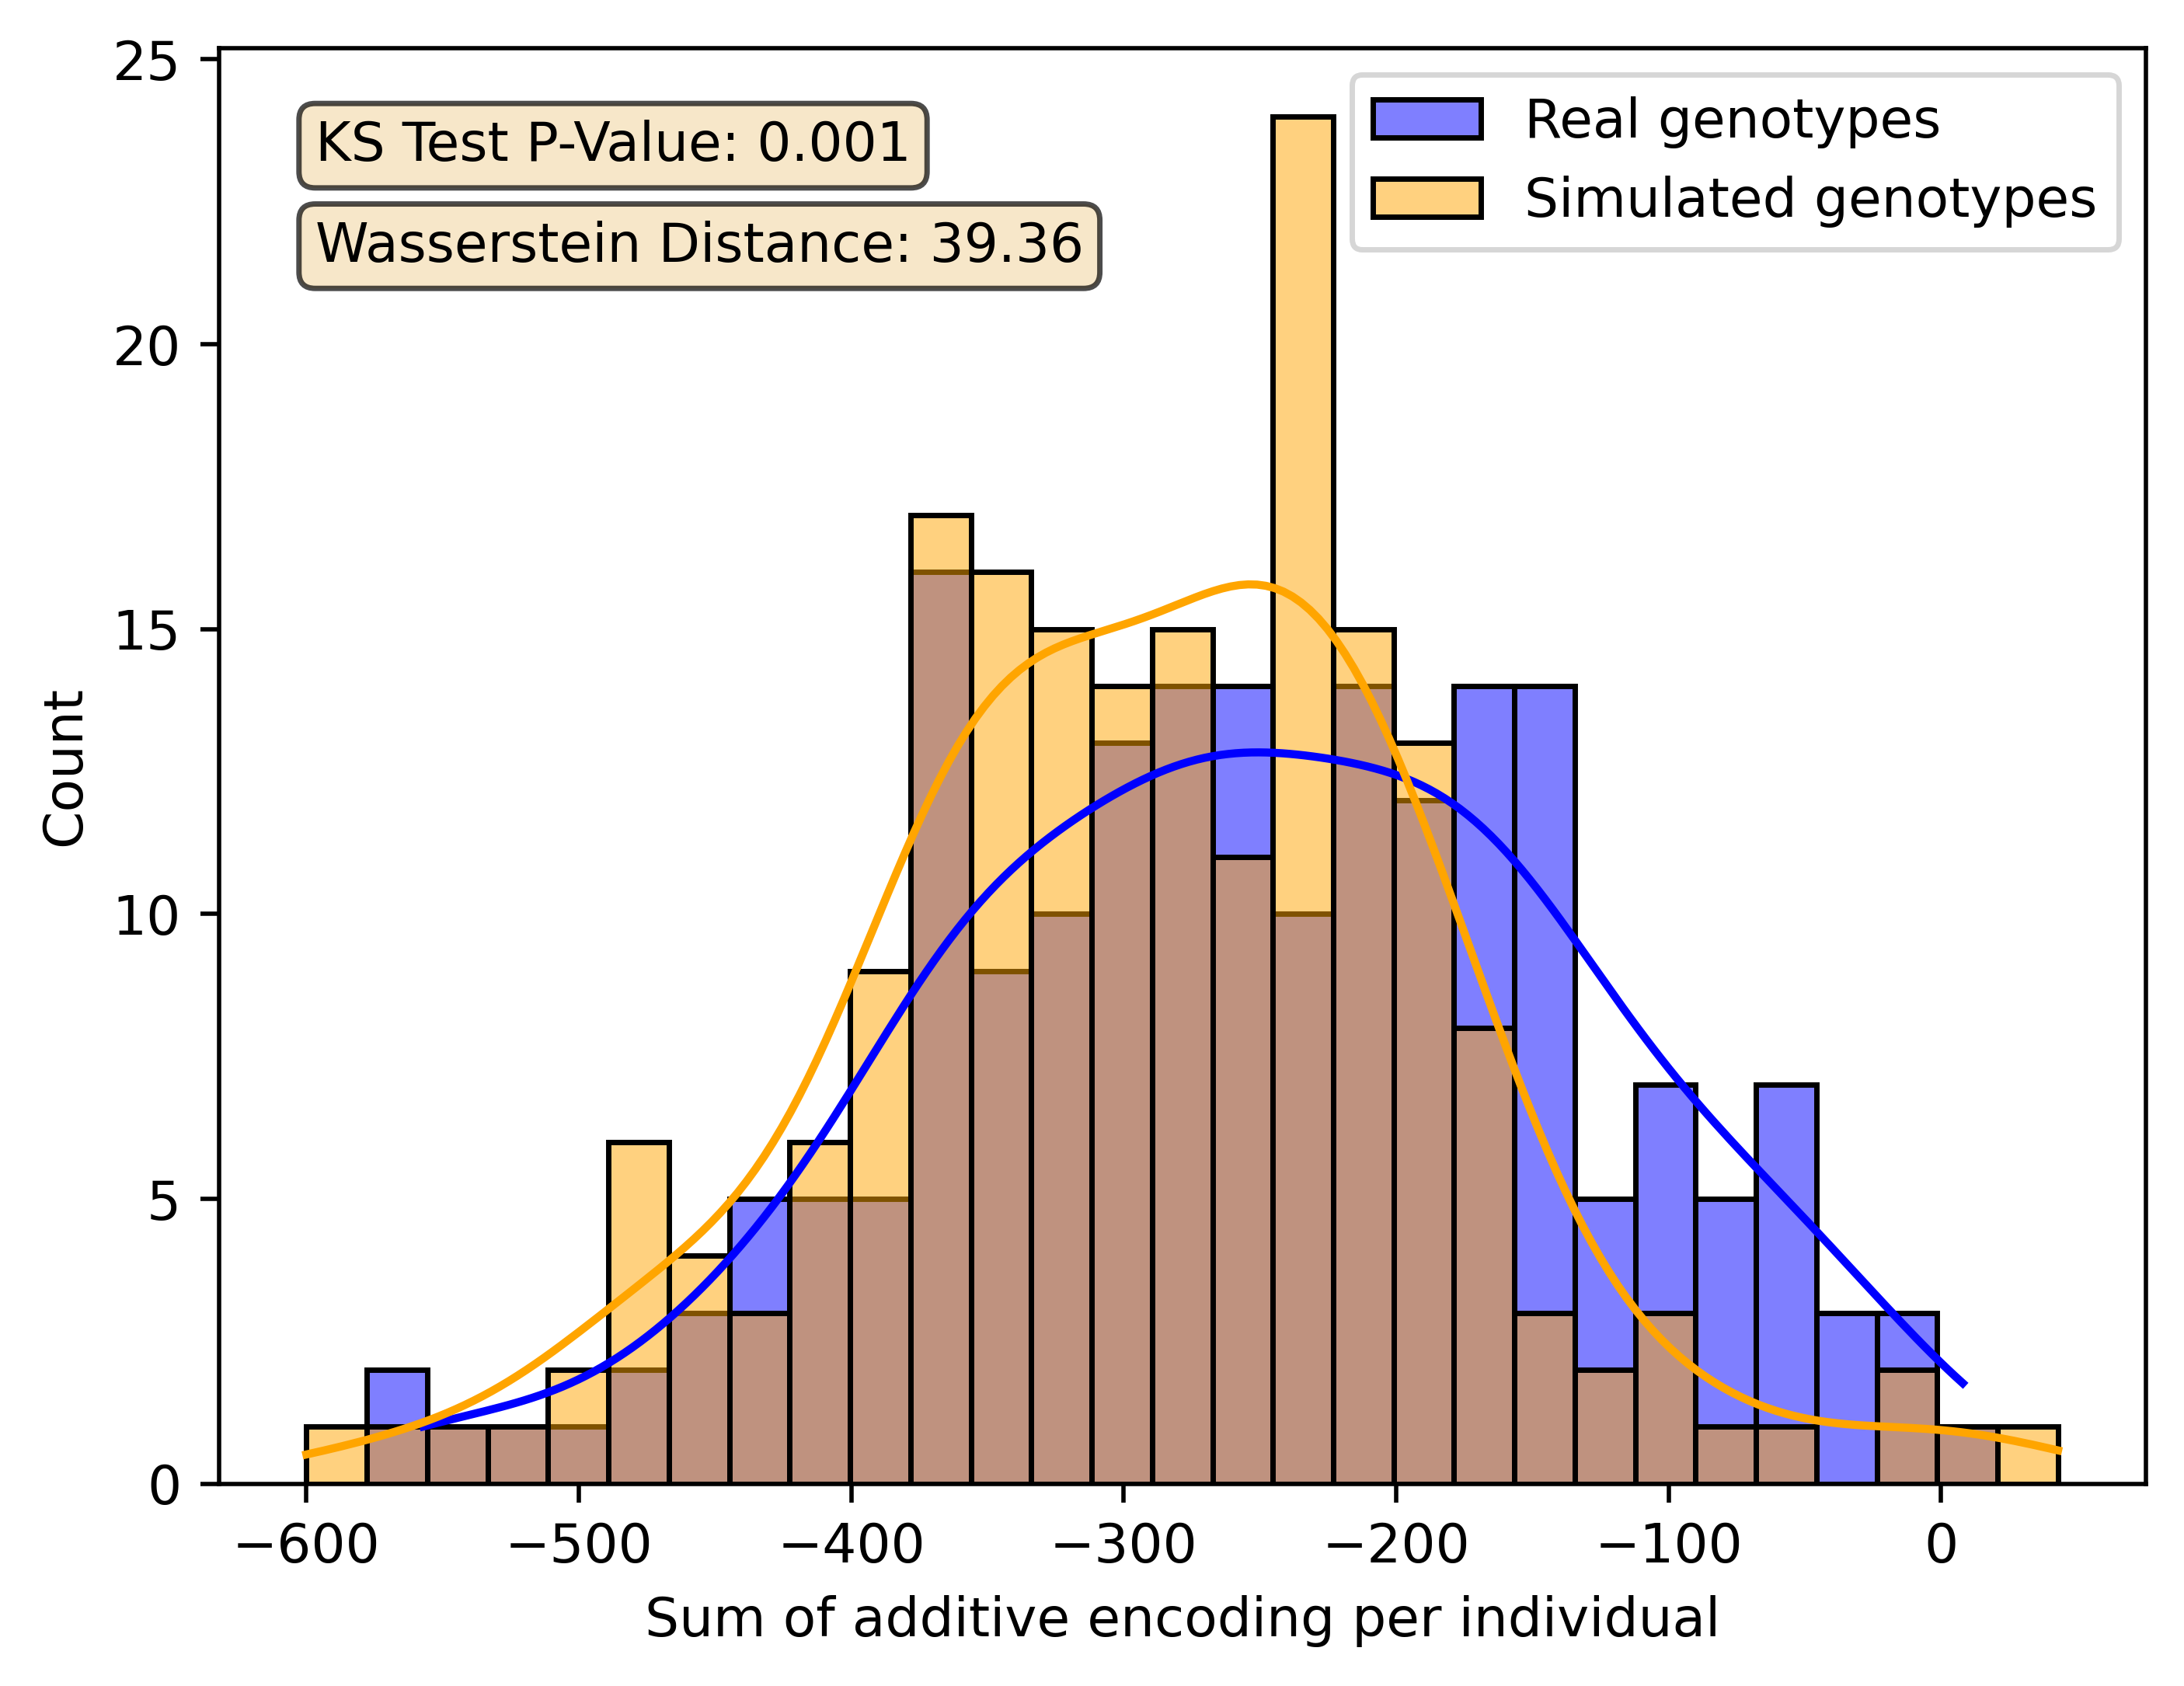 KS Test P-Value: 0.001
Wasserstein Distance: 39.36
Real genotypes
Simulated genotypes
25
20
15
10
5
0
Count
−600 −500 −400 −300 −200 −100 0
Sum of additive encoding per individual